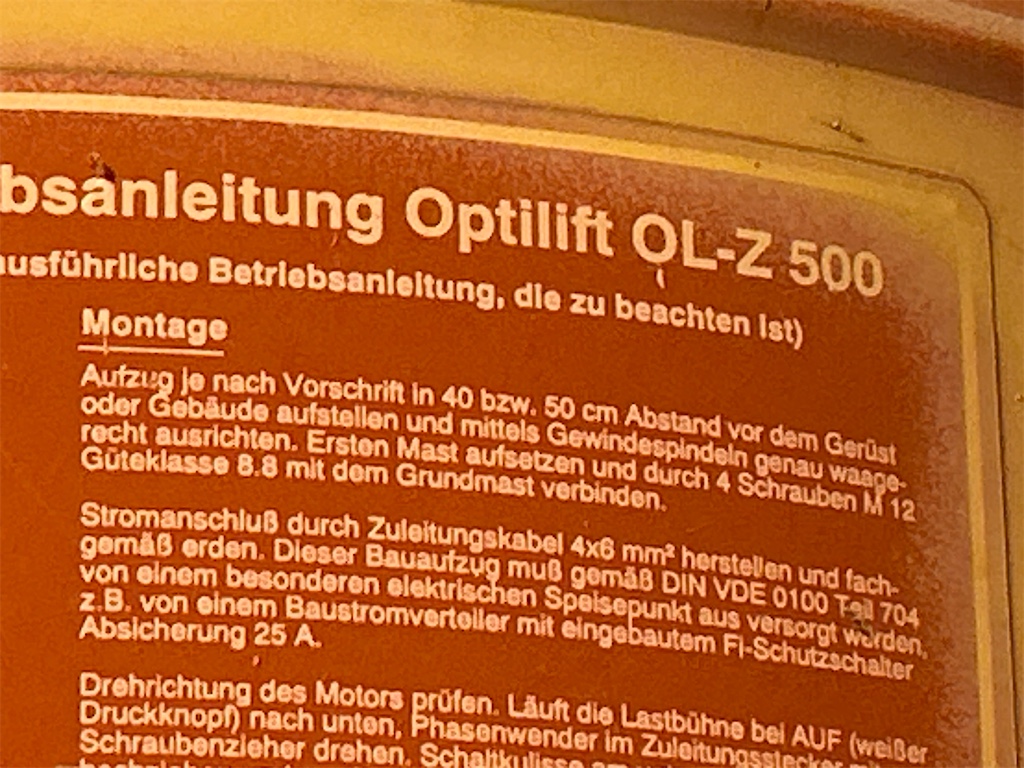 bsanleitung Optilift QL-Z 500
ausführliche Betriebsanleitung, die zu beachten ist)
Montage
Aufzug je nach Vorschrift in 40 bzw. 50 cm Abstand vor dem Gerüst
oder Gebäude aufstellen und mittels Gewindespindeln genau waage-
recht ausrichten. Ersten Mast aufsetzen und durch 4 Schrauben M 12
Güteklasse 8.8 mit dem Grundmast verbinden.
Stromanschluß durch Zuleitungskabel 4x6 mm² herstellen und fach-
gemäß erden. Dieser Bauaufzug muß gemäß DIN VDE 0100 Teil 704
von einem besonderen elektrischen Speisepunkt aus versorgt werden,
z.B. von einem Baustromverteiler mit eingebautem FI-Schutzschalter
Absicherung 25 A.
Drehrichtung des Motors prüfen. Läuft die Lastbühne bei AUF (weißer
Druckknopf) nach unten, Phasenwender im Zuleitungsstecker mit
Schraubenzieher drehen. Schaltkulisse